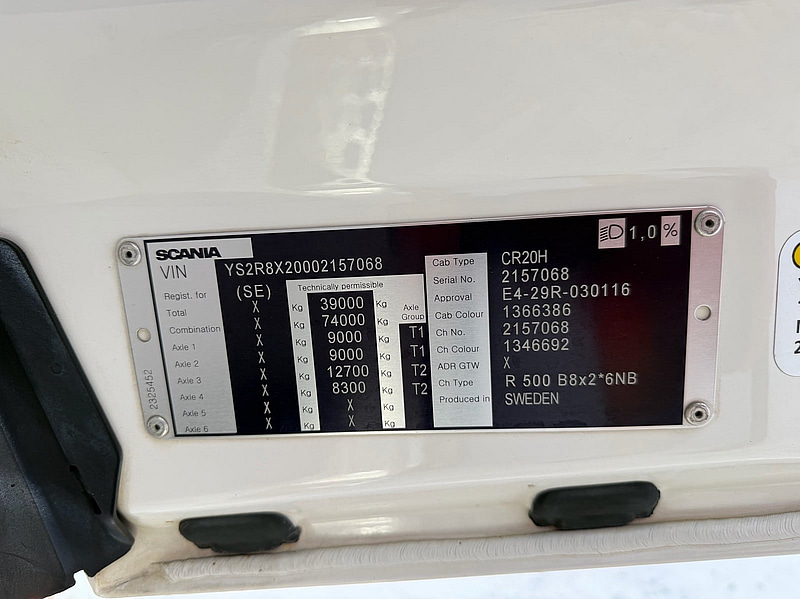 SCANIA 1,0 %
VIN YS2R8X20002157068
Regist. for (SE) Technically permissible
Total X Kg 39000 Kg
Combination X Kg 74000 Kg Axle Group
Axle 1 X Kg 9000 Kg T1
Axle 2 X Kg 9000 Kg T1
Axle 3 X Kg 12700 Kg T2
Axle 4 X Kg 8300 Kg T2
Axle 5 X Kg X Kg
Axle 6 X Kg X Kg
Cab Type CR20H
Serial No. 2157068
Approval E4-29R-030116
Cab Colour 1366386
Ch No. 2157068
Ch Colour 1346692
ADR GTW X
Ch Type R 500 B8x2*6NB
Produced in SWEDEN
2325452